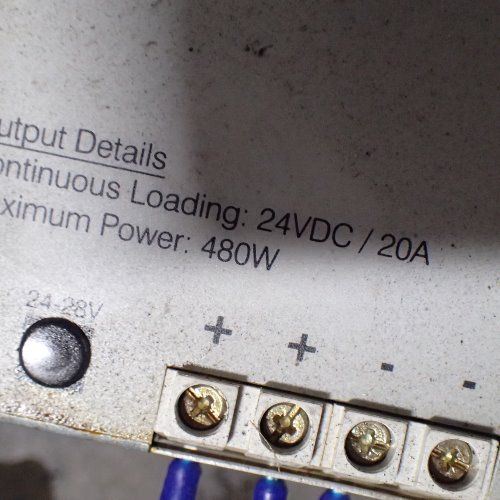 utput Details
ontinuous Loading: 24VDC / 20A
aximum Power: 480W
24-28V
+ + - -